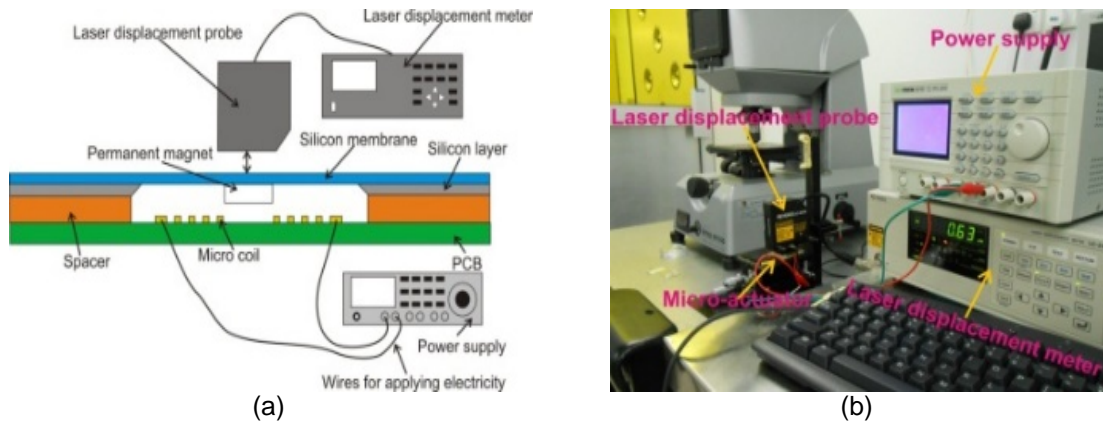 Laser displacement meter
Laser displacement probe
Silicon membrane
Permanent magnet
Silicon layer
Spacer
Micro coil
PCB
Power supply
Wires for applying electricity
(a)
Power supply
Laser displacement probe
0.63
Micro-actuator
Laser displacement meter
(b)